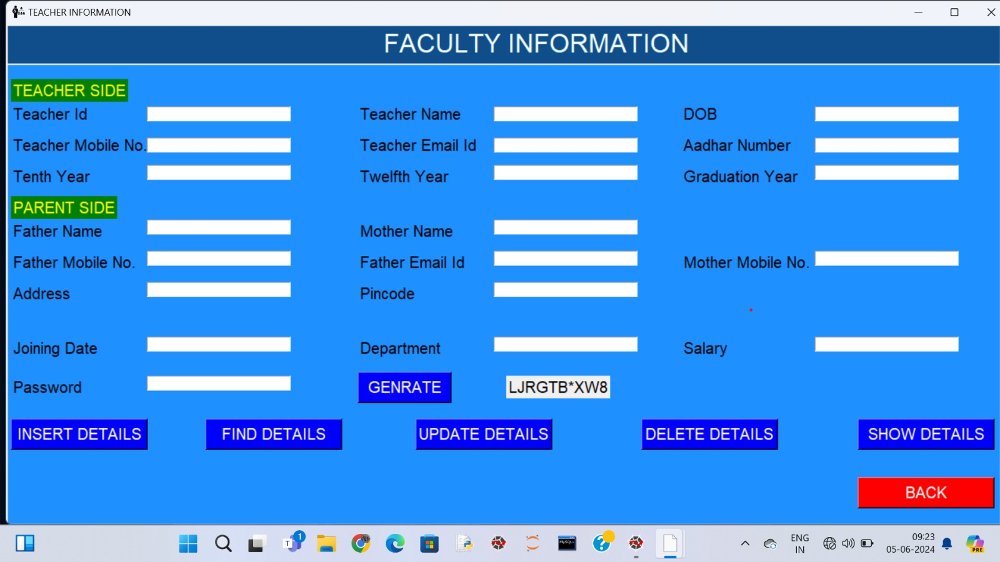 TEACHER INFORMATION
FACULTY INFORMATION
TEACHER SIDE
Teacher Id Teacher Name DOB
Teacher Mobile No. Teacher Email Id Aadhar Number
Tenth Year Twelfth Year Graduation Year
PARENT SIDE
Father Name Mother Name
Father Mobile No. Father Email Id Mother Mobile No.
Address Pincode
Joining Date Department Salary
Password GENRATE LJRGTB*XW8
INSERT DETAILS FIND DETAILS UPDATE DETAILS DELETE DETAILS SHOW DETAILS
BACK
1
T
MySQL
?
ENG
IN
09:23
05-06-2024
PRE